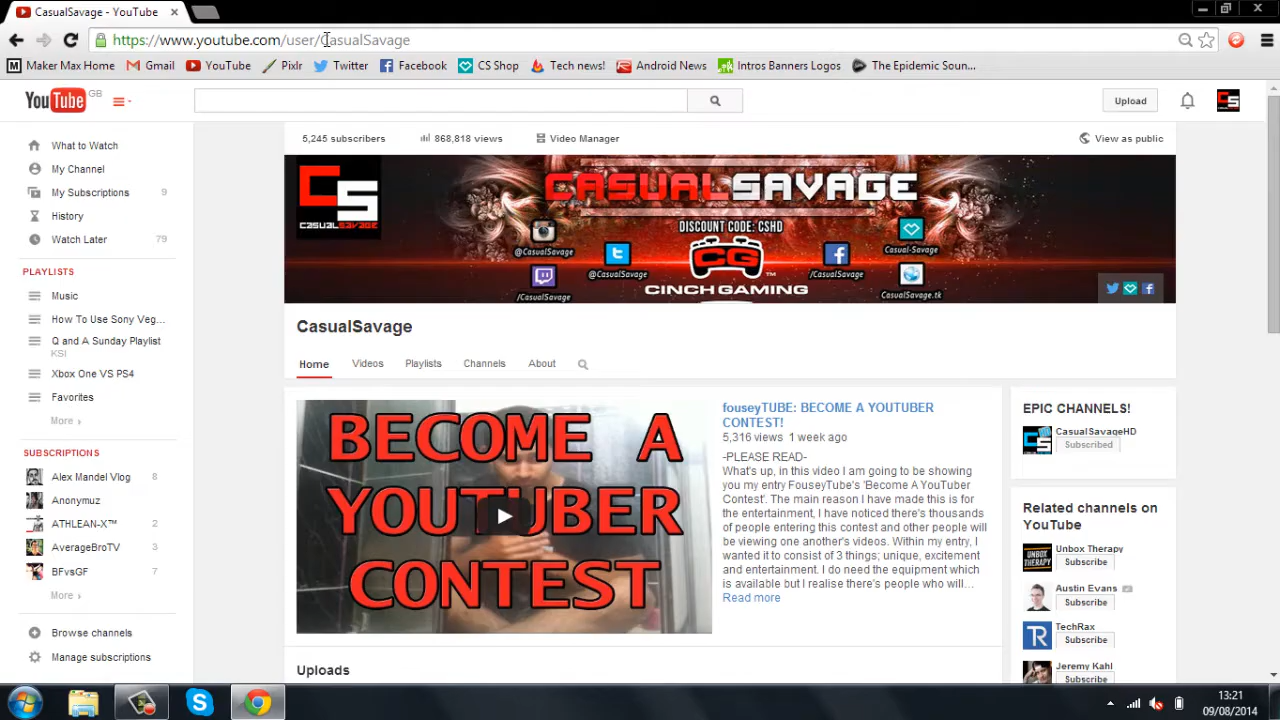 CasualSavage - YouTube
https://www.youtube.com/user/CasualSavage
Maker Max Home
Gmail
YouTube
Pixlr
Twitter
Facebook
CS Shop
Tech news!
Android News
Intros Banners Logos
The Epidemic Soun...
YouTube GB
Upload
5,245 subscribers
868,818 views
Video Manager
View as public
What to Watch
My Channel
My Subscriptions 9
History
Watch Later 79
PLAYLISTS
Music
How To Use Sony Veg...
Q and A Sunday Playlist
KSI
Xbox One VS PS4
Favorites
More ›
SUBSCRIPTIONS
Alex Mandel Vlog 8
Anonymuz
ATHLEAN-X™ 2
AverageBroTV 3
BFvsGF 7
More ›
Browse channels
Manage subscriptions
CS
CASUALSAVAGE
CASUALSAVAGE
DISCOUNT CODE: CSHD
@CasualSavage
@CasualSavage
/CasualSavage
CG™
CINCH GAMING
/CasualSavage
Casual-Savage
CasualSavage.tk
CasualSavage
Home
Videos
Playlists
Channels
About
BECOME A
YOUTUBER
CONTEST
fouseyTUBE: BECOME A YOUTUBER
CONTEST!
5,316 views 1 week ago
-PLEASE READ-
What's up, in this video I am going to be showing
you my entry FouseyTube's 'Become A YouTuber
Contest'. The main reason I have made this is for
the entertainment, I have noticed there's thousands
of people entering this contest and other people will
be viewing one another's videos. Within my entry, I
wanted it to consist of 3 things; unique, excitement
and entertainment. I do need the equipment which
is available but I realise there's people who will...
Read more
Uploads
EPIC CHANNELS!
CasualSavageHD
Subscribed
Related channels on
YouTube
UNBOX
THERAPY
Unbox Therapy
Subscribe
Austin Evans
Subscribe
TechRax
Subscribe
Jeremy Kahl
Subscribe
13:21
09/08/2014